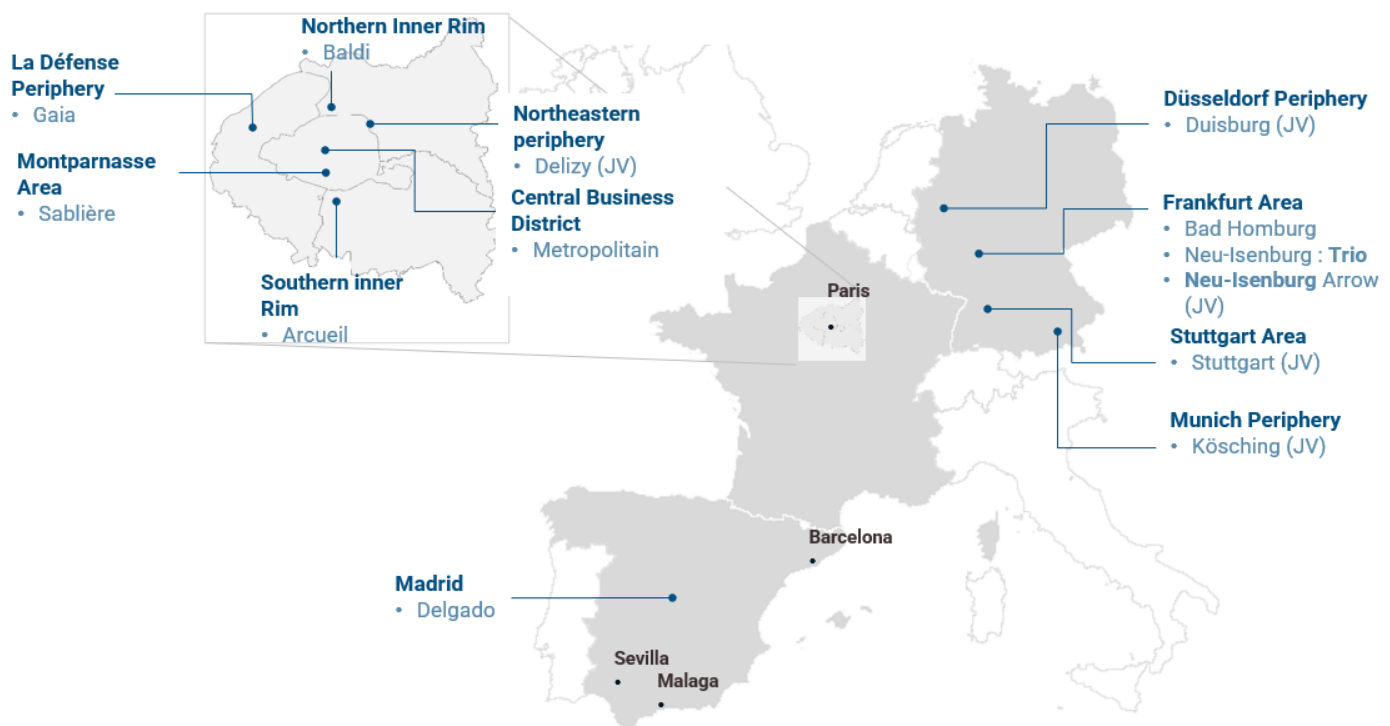 Northern Inner Rim
• Baldi
La Défense
Periphery
• Gaia
Montparnasse
Area
• Sablière
Northeastern
periphery
• Delizy (JV)
Central Business
District
• Metropolitain
Southern inner
Rim
• Arcueil
Düsseldorf Periphery
• Duisburg (JV)
Frankfurt Area
• Bad Homburg
• Neu-Isenburg : Trio
• Neu-Isenburg Arrow
(JV)
Stuttgart Area
• Stuttgart (JV)
Munich Periphery
• Kösching (JV)
Paris
Barcelona
Madrid
• Delgado
Sevilla
Malaga